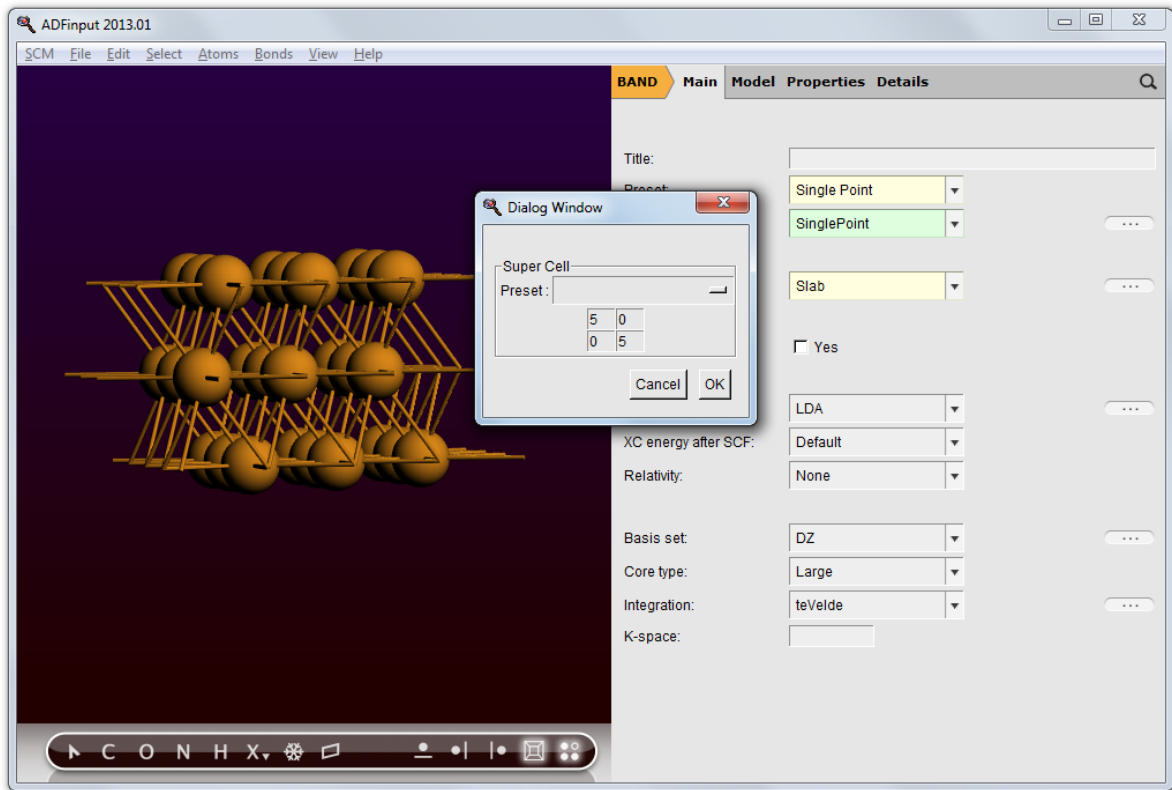 ADFinput 2013.01
SCM File Edit Select Atoms Bonds View Help
BAND Main Model Properties Details
Title:
Preset: Single Point
SinglePoint
Dialog Window
Super Cell
Preset :
5 0
0 5
Cancel OK
Slab
Yes
LDA
XC energy after SCF: Default
Relativity: None
Basis set: DZ
Core type: Large
Integration: teVelde
K-space:
C O N H X